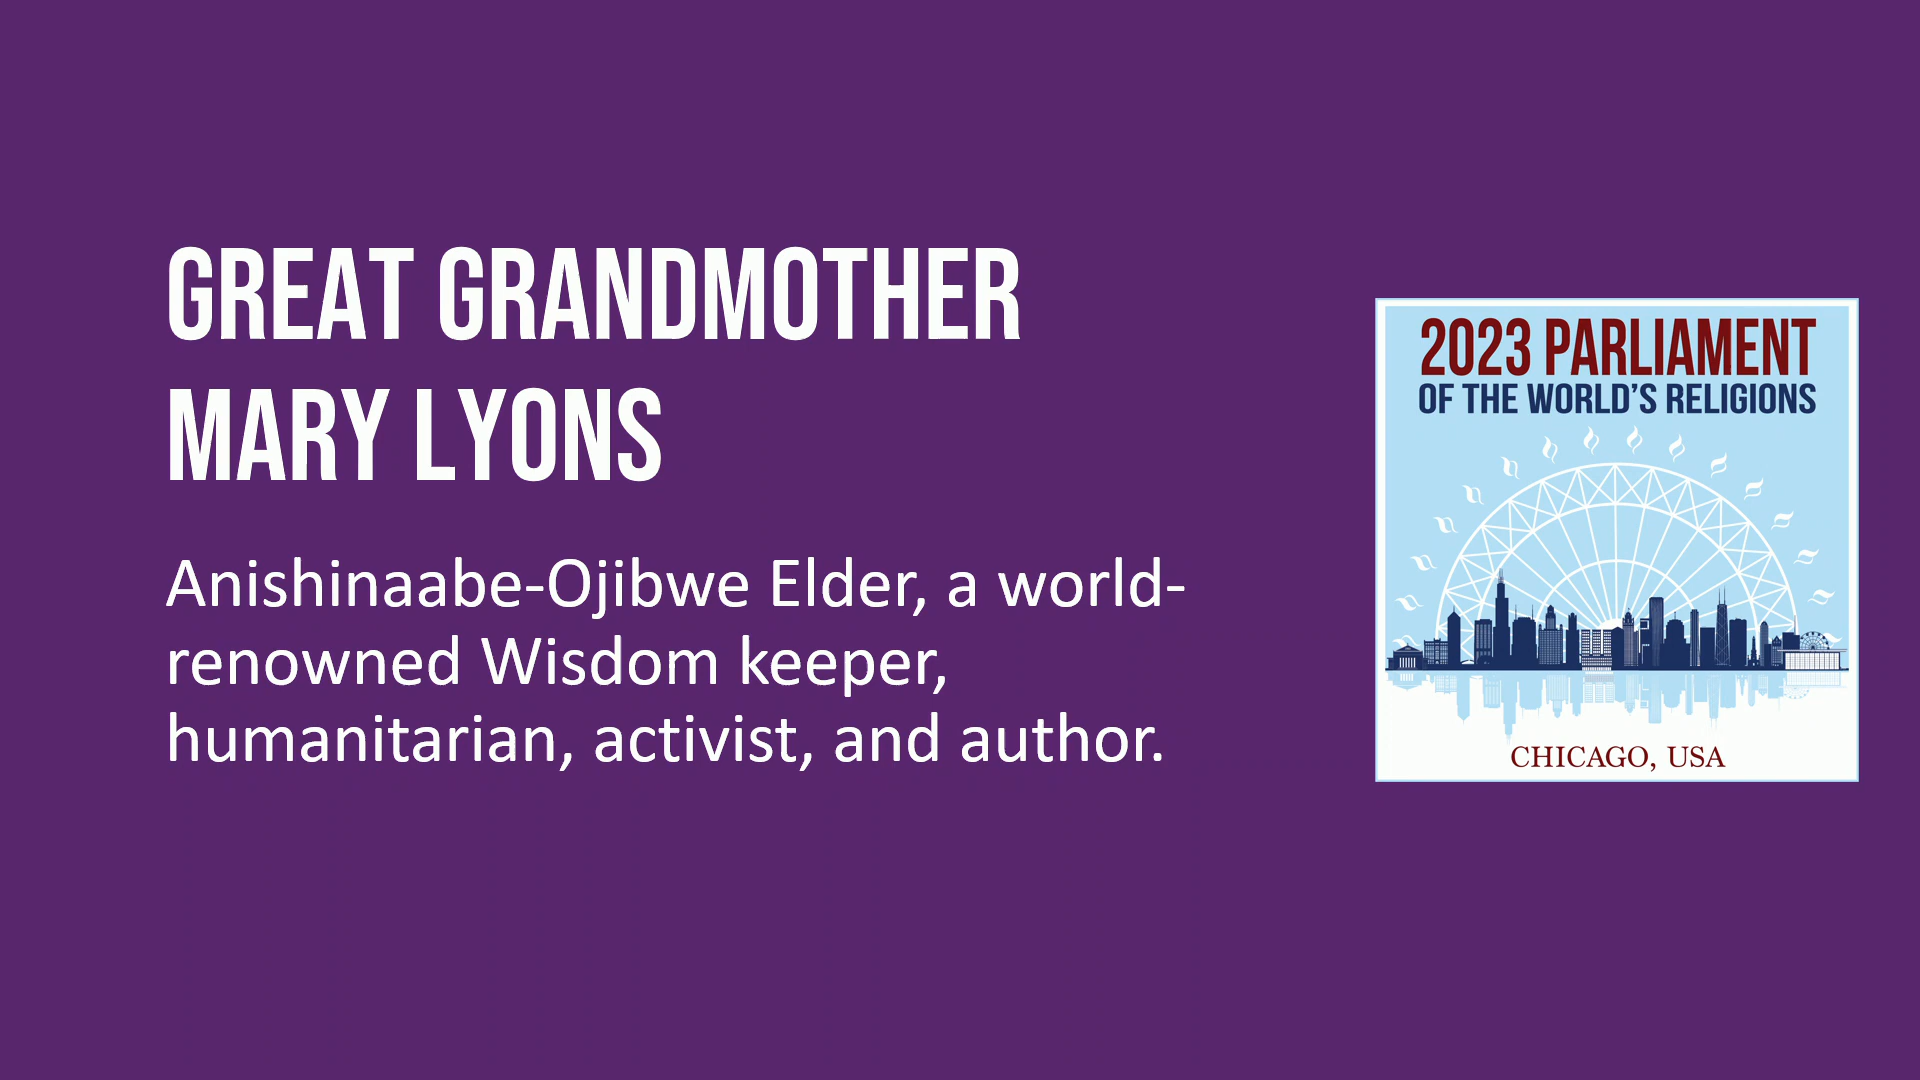 GREAT GRANDMOTHER
MARY LYONS
Anishinaabe-Ojibwe Elder, a world-
renowned Wisdom keeper,
humanitarian, activist, and author.
2023 PARLIAMENT
OF THE WORLD'S RELIGIONS
CHICAGO, USA